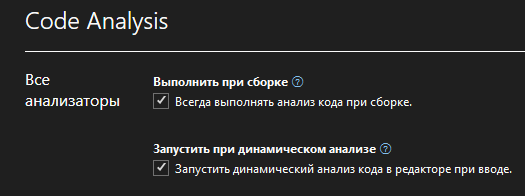 Code Analysis
Все
анализаторы
Выполнить при сборке
Всегда выполнять анализ кода при сборке.
Запустить при динамическом анализе
Запустить динамический анализ кода в редакторе при вводе.